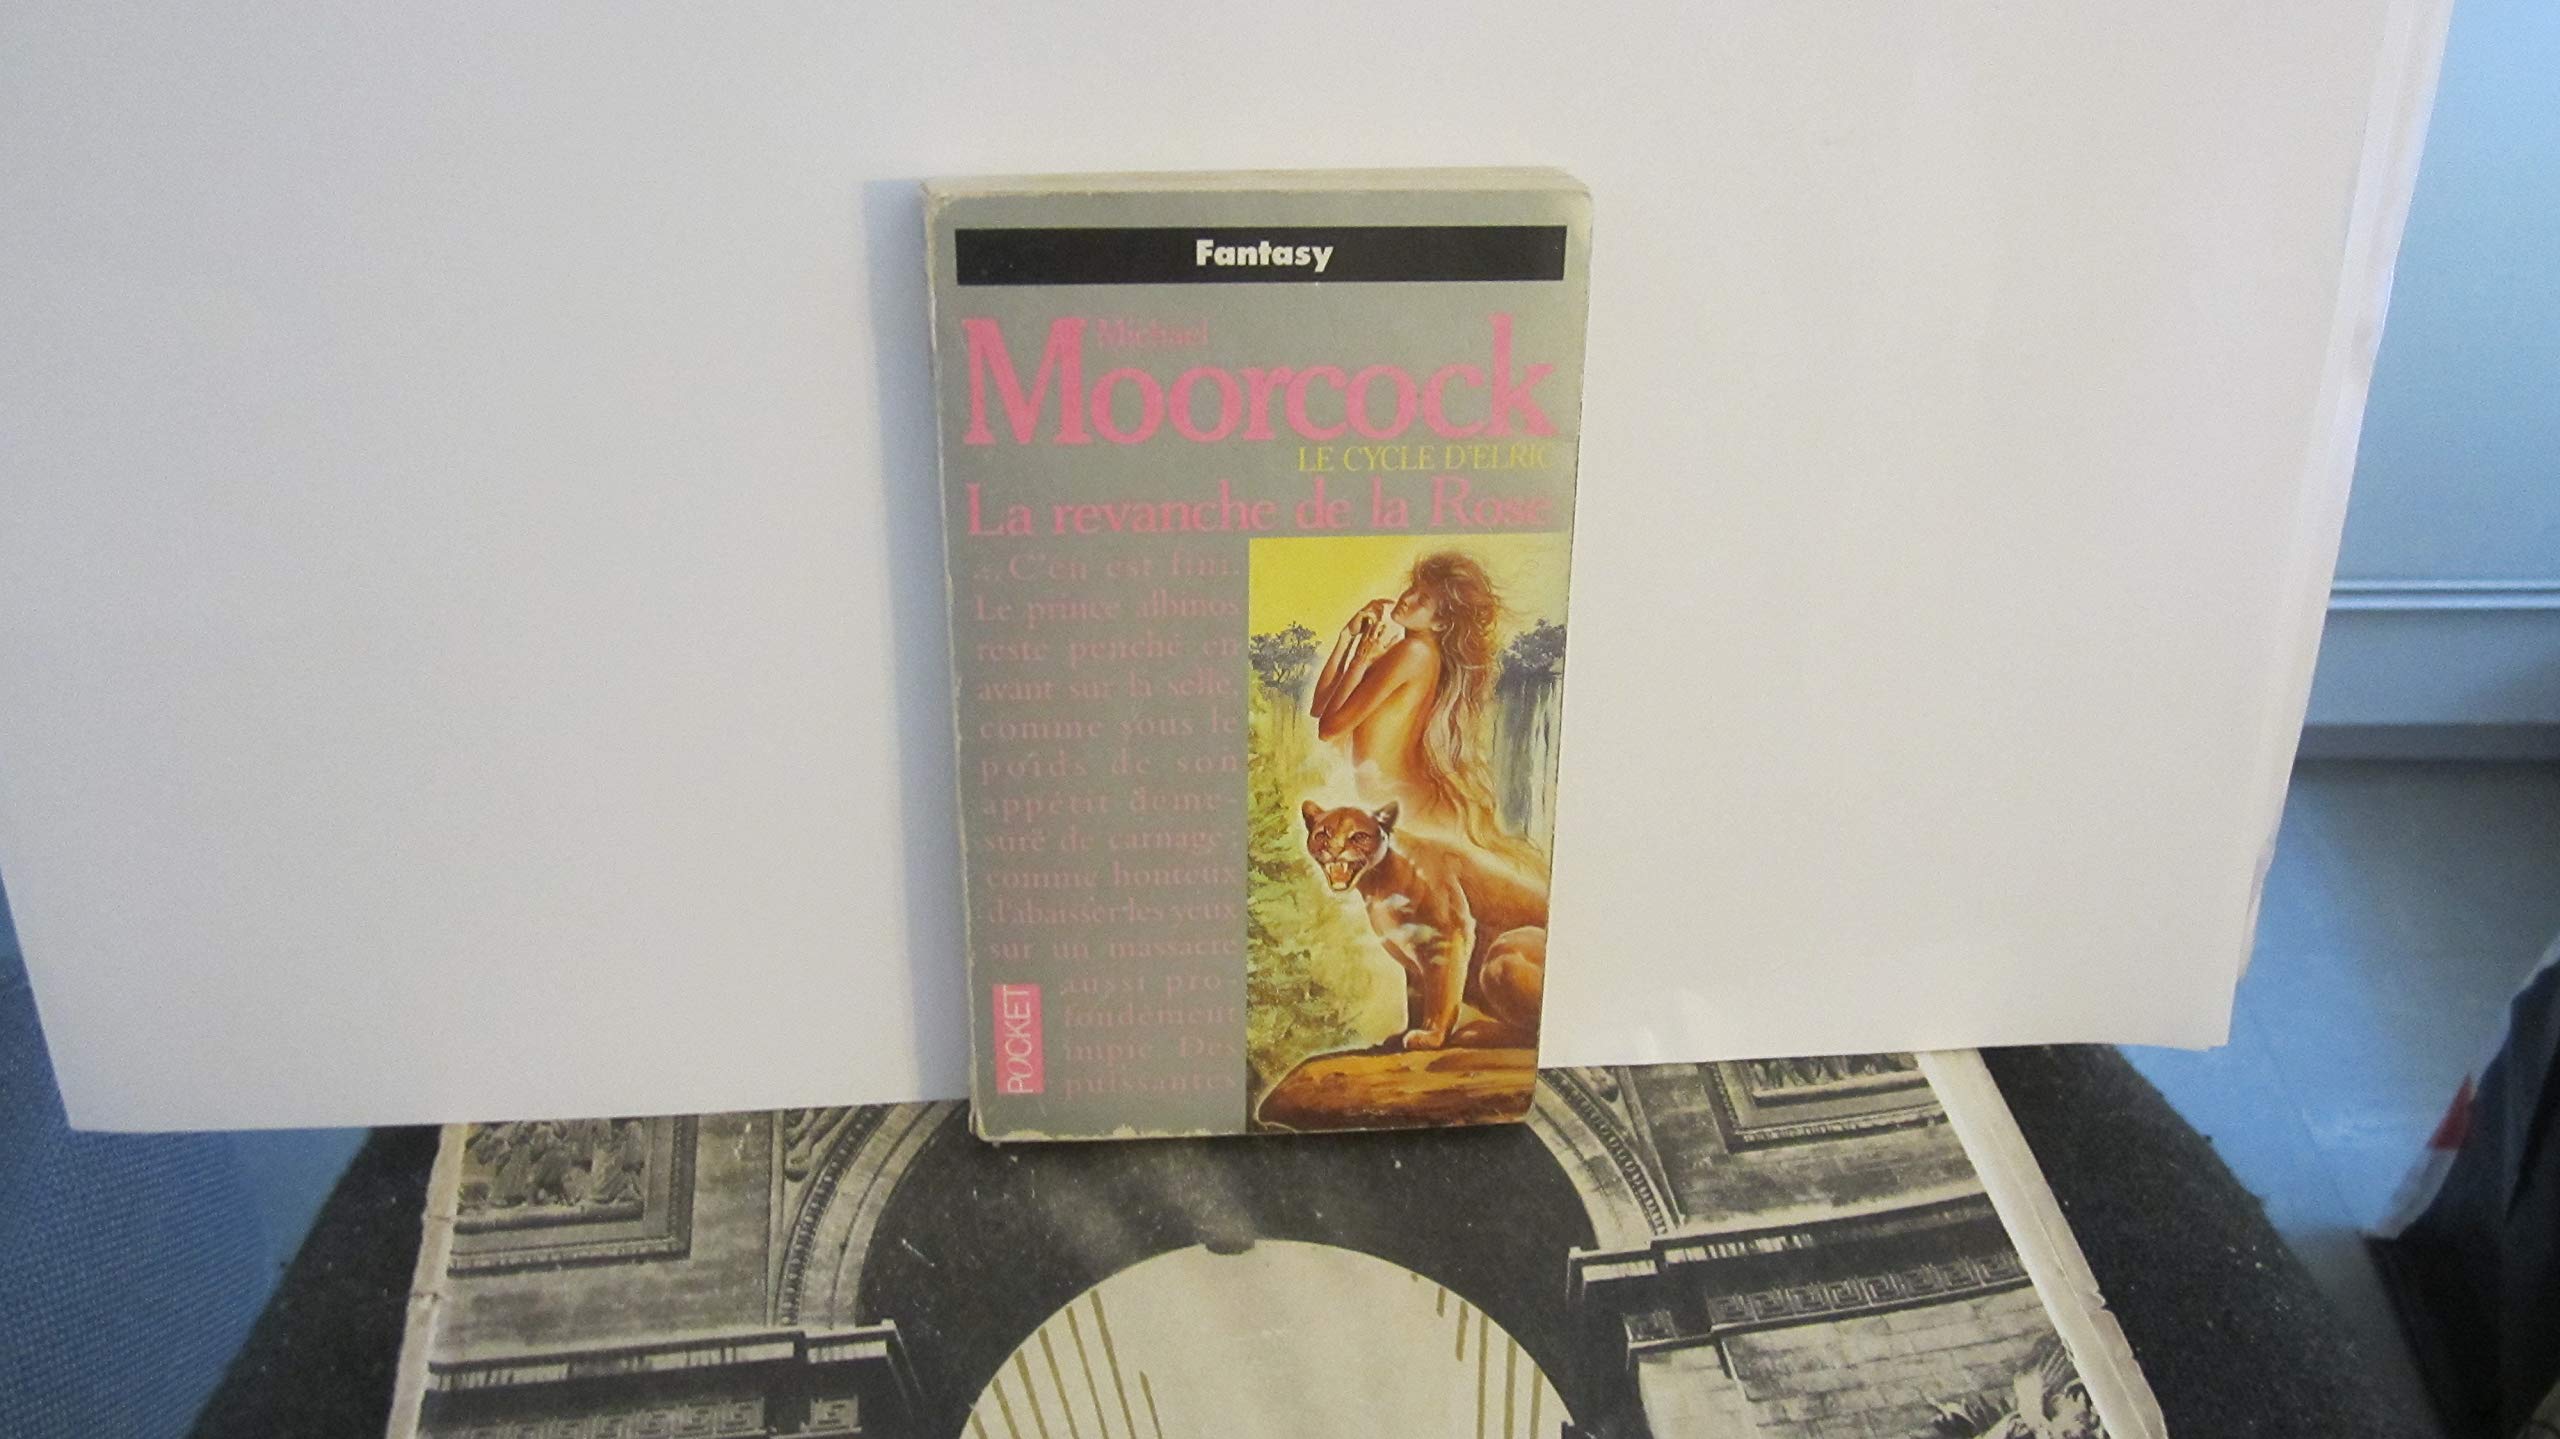 Fantasy
Michael
Moorcock
LE CYCLE D'ELRIC
La revanche de la Rose
«. C'en est fini.
Le prince albinos
reste penché en
avant sur la selle,
comme sous le
poids de son
appétit déme-
suré de carnage ;
comme honteux
d'abaisser les yeux
sur un massacre
aussi pro-
fondément
impie. Des
puissantes
POCKET